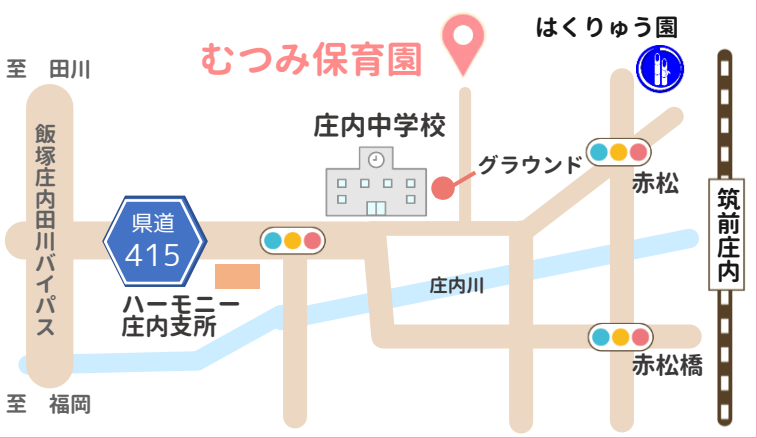 はくりゅう園
むつみ保育園
至 田川
庄内中学校
グラウンド
赤松
飯塚庄内田川バイパス
県道
415
筑前庄内
庄内川
ハーモニー
庄内支所
赤松橋
至 福岡